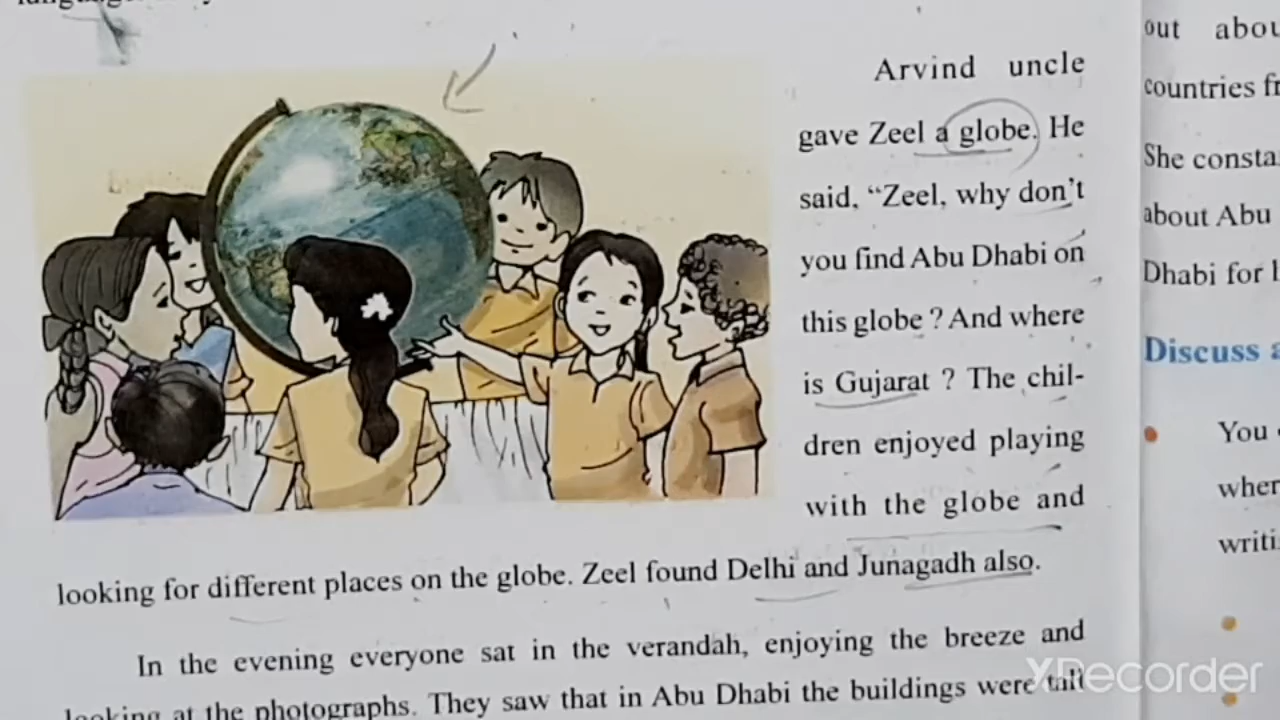 Arvind uncle
gave Zeel a globe. He
said, “Zeel, why don’t
you find Abu Dhabi on
this globe ? And where
is Gujarat ? The chil-
dren enjoyed playing
with the globe and
looking for different places on the globe. Zeel found Delhi and Junagadh also.
In the evening everyone sat in the verandah, enjoying the breeze and
looking at the photographs. They saw that in Abu Dhabi the buildings were tall
out abou
countries fr
She consta
about Abu
Dhabi for
Discuss a
You
wher
writi
XRecorder